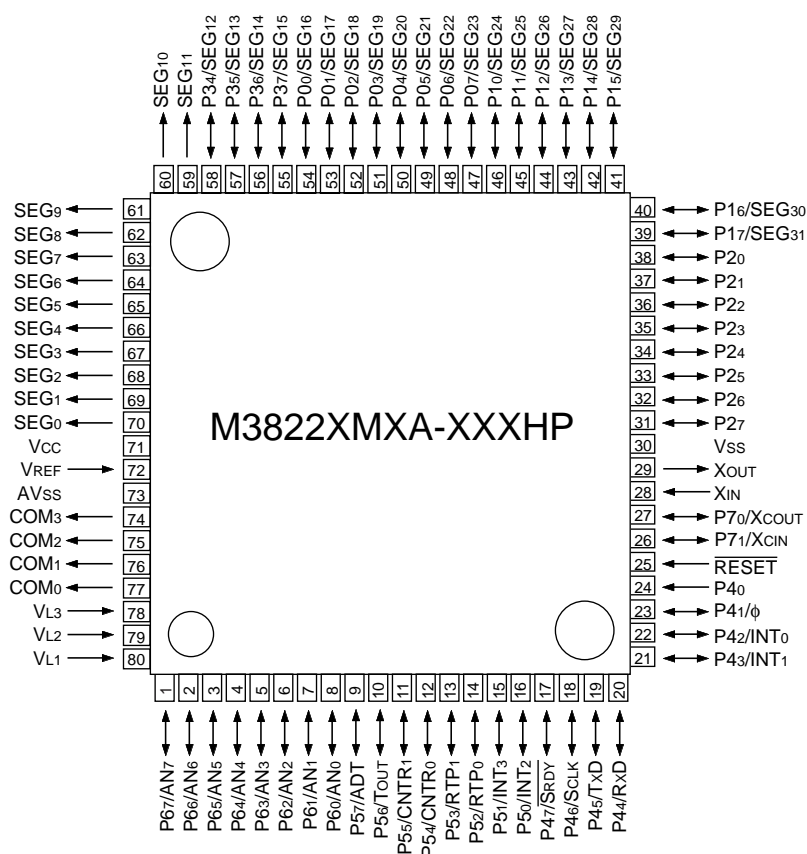 SEG10
SEG11
P34/SEG12
P35/SEG13
P36/SEG14
P37/SEG15
P00/SEG16
P01/SEG17
P02/SEG18
P03/SEG19
P04/SEG20
P05/SEG21
P06/SEG22
P07/SEG23
P10/SEG24
P11/SEG25
P12/SEG26
P13/SEG27
P14/SEG28
P15/SEG29
60 59 58 57 56 55 54 53 52 51 50 49 48 47 46 45 44 43 42 41
SEG9 61
SEG8 62
SEG7 63
SEG6 64
SEG5 65
SEG4 66
SEG3 67
SEG2 68
SEG1 69
SEG0 70
VCC 71
VREF 72
AVSS 73
COM3 74
COM2 75
COM1 76
COM0 77
VL3 78
VL2 79
VL1 80
M3822XMXA-XXXHP
40 P16/SEG30
39 P17/SEG31
38 P20
37 P21
36 P22
35 P23
34 P24
33 P25
32 P26
31 P27
30 VSS
29 XOUT
28 XIN
27 P70/XCOUT
26 P71/XCIN
25 RESET
24 P40
23 P41/ϕ
22 P42/INT0
21 P43/INT1
1 2 3 4 5 6 7 8 9 10 11 12 13 14 15 16 17 18 19 20
P67/AN7
P66/AN6
P65/AN5
P64/AN4
P63/AN3
P62/AN2
P61/AN1
P60/AN0
P57/ADT
P56/TOUT
P55/CNTR1
P54/CNTR0
P53/RTP1
P52/RTP0
P51/INT3
P50/INT2
P47/SRDY
P46/SCLK
P45/TXD
P44/RXD